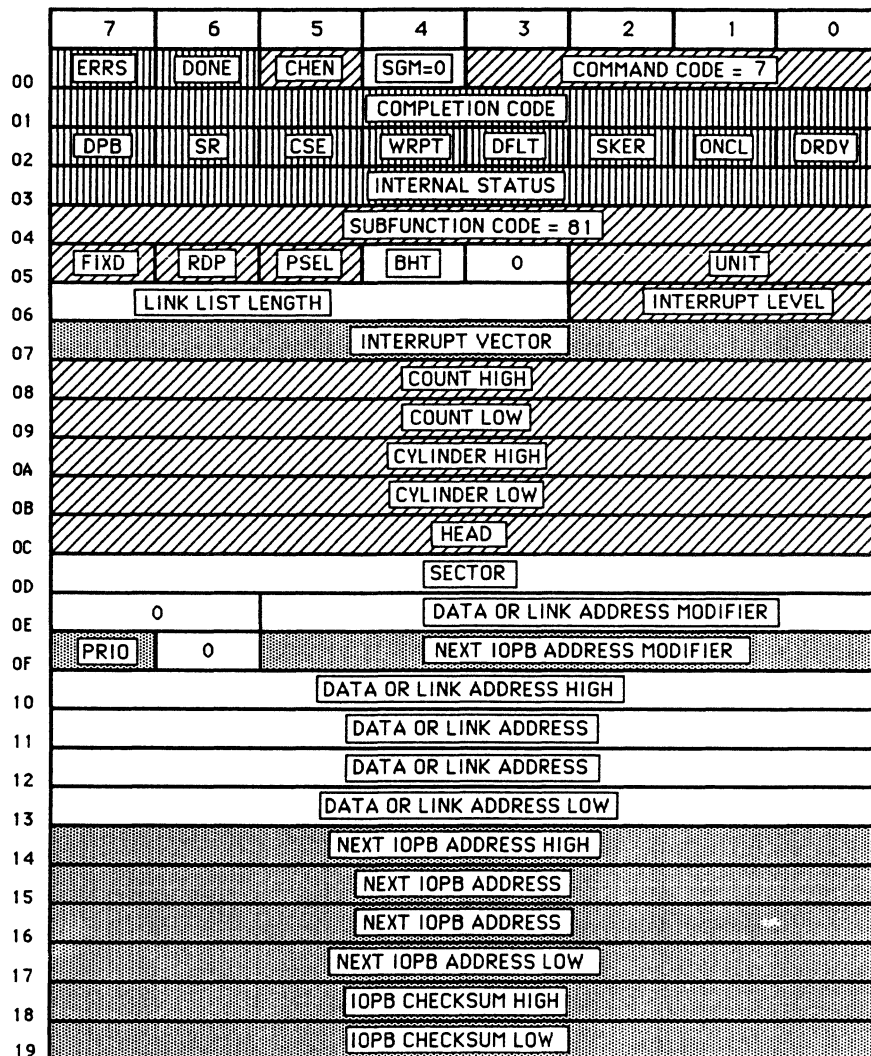 7 6 5 4 3 2 1 0
00 ERRS DONE CHEN SGM=0 COMMAND CODE = 7
01 COMPLETION CODE
02 DPB SR CSE WRPT DFLT SKER ONCL DRDY
03 INTERNAL STATUS
04 SUBFUNCTION CODE = 81
05 FIXD RDP PSEL BHT 0 UNIT
06 LINK LIST LENGTH INTERRUPT LEVEL
07 INTERRUPT VECTOR
08 COUNT HIGH
09 COUNT LOW
0A CYLINDER HIGH
0B CYLINDER LOW
0C HEAD
0D SECTOR
0E 0 DATA OR LINK ADDRESS MODIFIER
0F PRIO 0 NEXT IOPB ADDRESS MODIFIER
10 DATA OR LINK ADDRESS HIGH
11 DATA OR LINK ADDRESS
12 DATA OR LINK ADDRESS
13 DATA OR LINK ADDRESS LOW
14 NEXT IOPB ADDRESS HIGH
15 NEXT IOPB ADDRESS
16 NEXT IOPB ADDRESS
17 NEXT IOPB ADDRESS LOW
18 IOPB CHECKSUM HIGH
19 IOPB CHECKSUM LOW